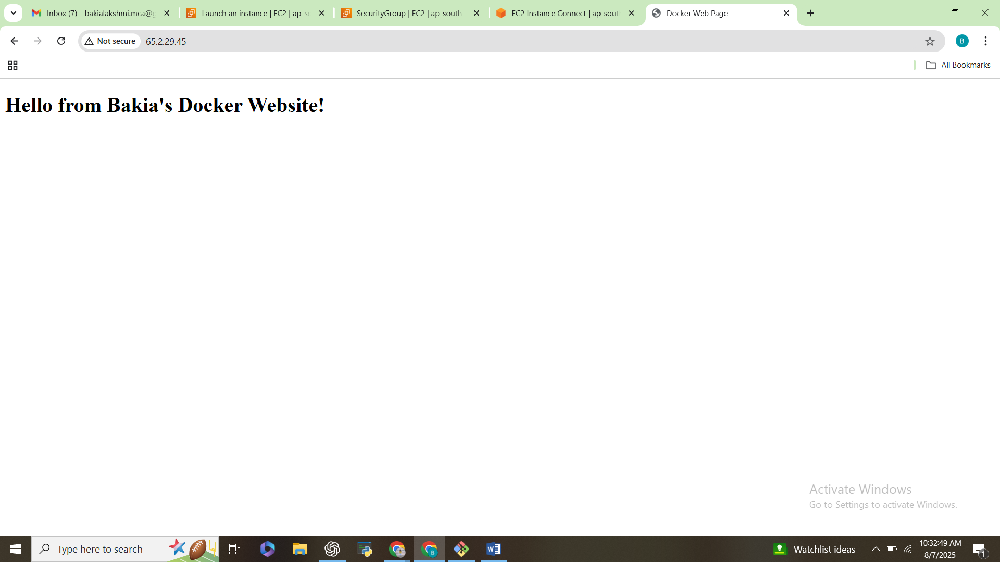 Inbox (7) - bakialakshmi.mca@g
Launch an instance | EC2 | ap-so
SecurityGroup | EC2 | ap-south-
EC2 Instance Connect | ap-sout
Docker Web Page
Not secure
65.2.29.45
B
All Bookmarks
Hello from Bakia's Docker Website!
Activate Windows
Go to Settings to activate Windows.
Type here to search
B
Watchlist ideas
10:32:49 AM
8/7/2025
1